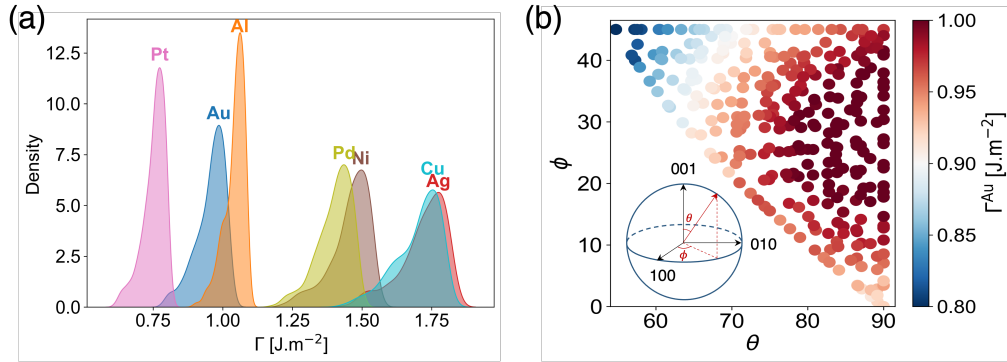 (a)
Density
12.5
10.0
7.5
5.0
2.5
0.0
Pt
Au
Al
Pd
Ni
Cu
Ag
0.75 1.00 1.25 1.50 1.75
Γ [J.m⁻²]
(b)
ϕ
40
30
20
10
0
001
θ
010
100
ϕ
60 70 80 90
θ
1.00
0.95
0.90
0.85
0.80
Γᴬᵘ [J.m⁻²]